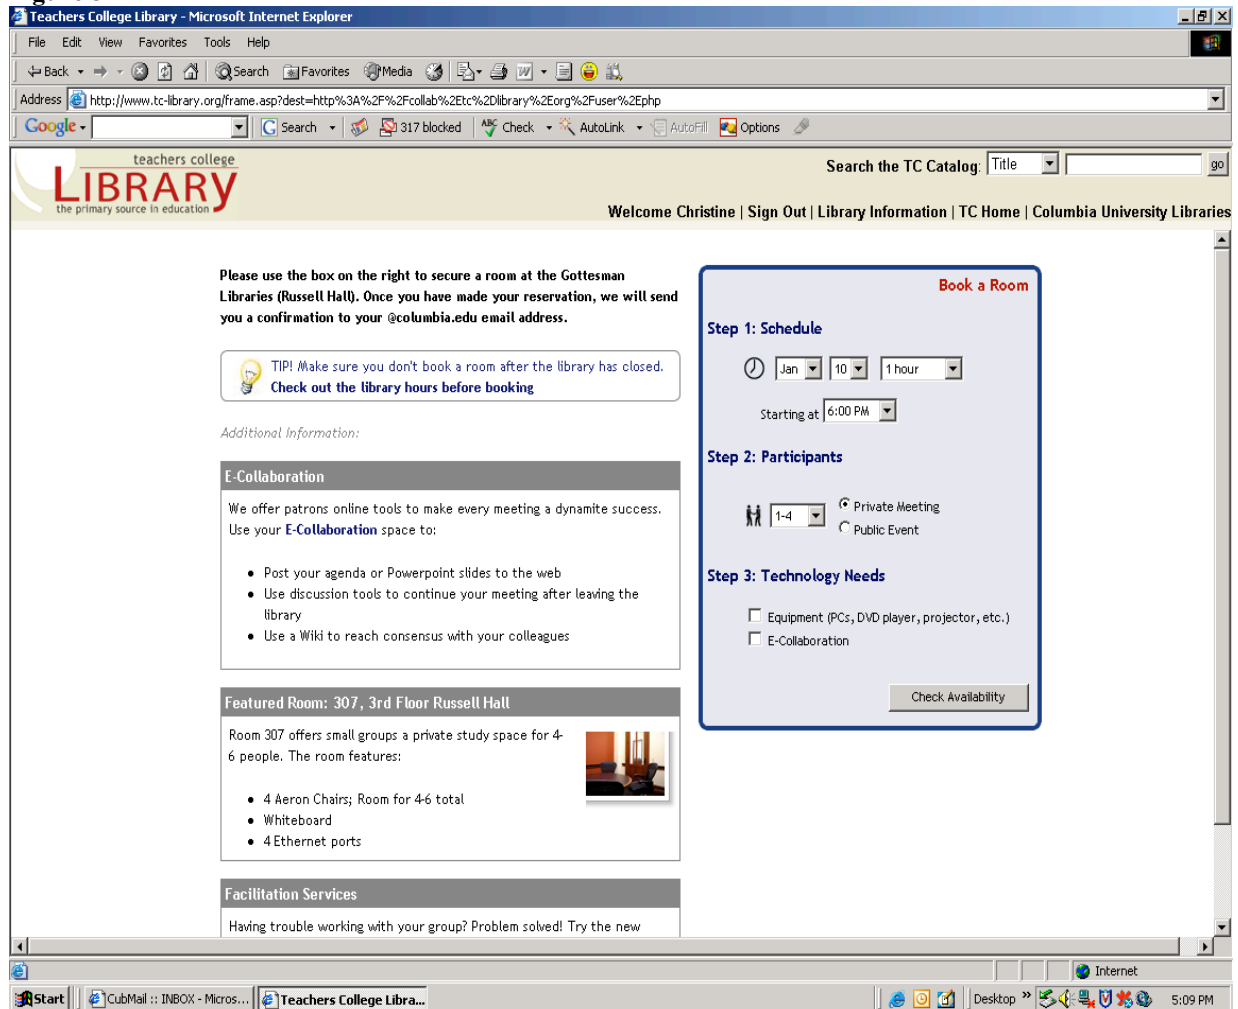 Teachers College Library - Microsoft Internet Explorer
File Edit View Favorites Tools Help
Back Search Favorites Media
Address http://www.tc-library.org/frame.asp?dest=http%3A%2F%2Fcollab%2Etc%2Dlibrary%2Eorg%2Fuser%2Ephp
Google Search 317 blocked ABC Check AutoLink AutoFill Options
teachers college
LIBRARY
the primary source in education
Search the TC Catalog: Title go
Welcome Christine | Sign Out | Library Information | TC Home | Columbia University Libraries
Please use the box on the right to secure a room at the Gottesman
Libraries (Russell Hall). Once you have made your reservation, we will send
you a confirmation to your @columbia.edu email address.
TIP! Make sure you don't book a room after the library has closed.
Check out the library hours before booking
Additional Information:
E-Collaboration
We offer patrons online tools to make every meeting a dynamite success.
Use your E-Collaboration space to:
• Post your agenda or Powerpoint slides to the web
• Use discussion tools to continue your meeting after leaving the
library
• Use a Wiki to reach consensus with your colleagues
Featured Room: 307, 3rd Floor Russell Hall
Room 307 offers small groups a private study space for 4-
6 people. The room features:
• 4 Aeron Chairs; Room for 4-6 total
• Whiteboard
• 4 Ethernet ports
Facilitation Services
Having trouble working with your group? Problem solved! Try the new
Book a Room
Step 1: Schedule
Jan 10 1 hour
Starting at 6:00 PM
Step 2: Participants
1-4 Private Meeting
Public Event
Step 3: Technology Needs
Equipment (PCs, DVD player, projector, etc.)
E-Collaboration
Check Availability
Internet
Start CubMail :: INBOX - Micros... Teachers College Libra... Desktop » 5:09 PM